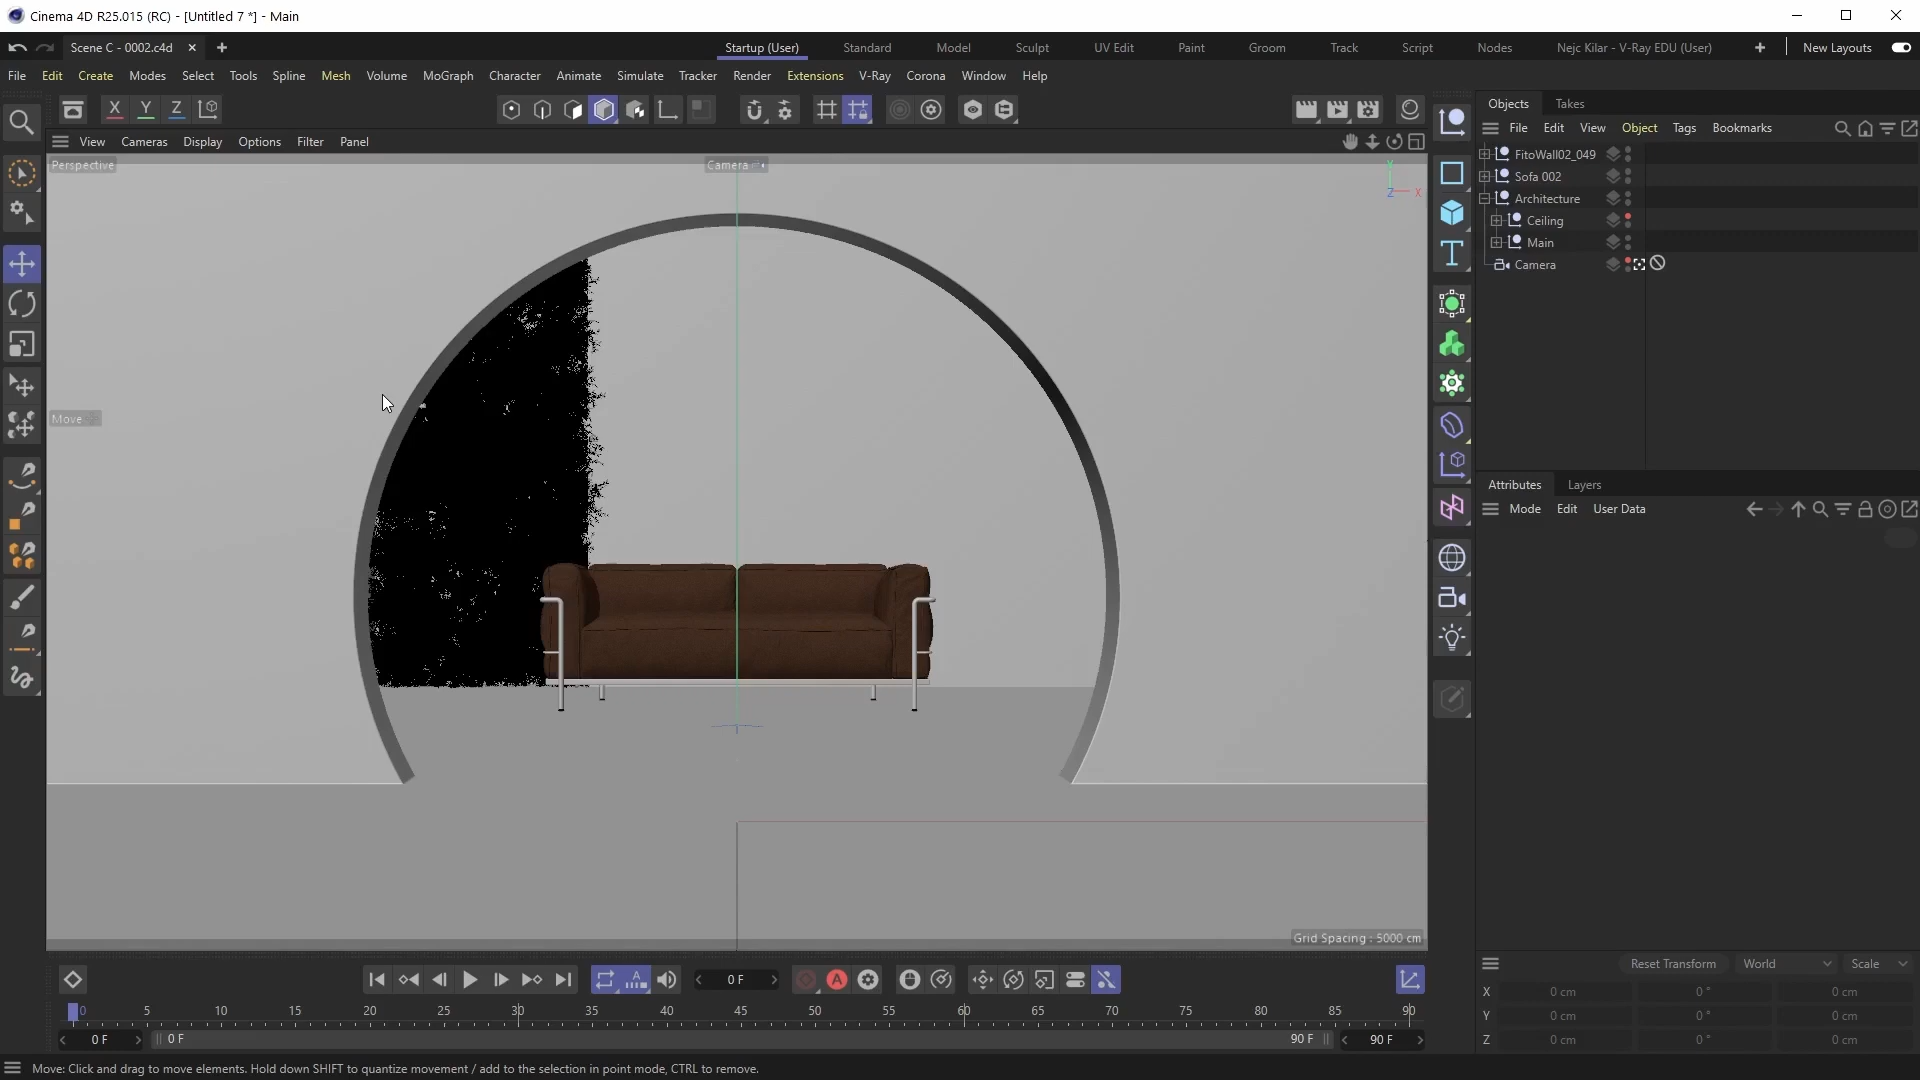 Cinema 4D R25.015 (RC) - [Untitled 7 *] - Main
Scene C - 0002.c4d
Startup (User) Standard Model Sculpt UV Edit Paint Groom Track Script Nodes Nejc Kilar - V-Ray EDU (User) New Layouts
File Edit Create Modes Select Tools Spline Mesh Volume MoGraph Character Animate Simulate Tracker Render Extensions V-Ray Corona Window Help
X Y Z
Objects Takes
File Edit View Object Tags Bookmarks
View Cameras Display Options Filter Panel
Perspective
Camera
Y
Z X
FitoWall02_049
Sofa 002
Architecture
Ceiling
Main
Camera
Move
Attributes Layers
Mode Edit User Data
Grid Spacing : 5000 cm
Reset Transform World Scale
X 0 cm 0 ° 0 cm
Y 0 cm 0 ° 0 cm
Z 0 cm 0 ° 0 cm
0 F
A
A
0 5 10 15 20 25 30 35 40 45 50 55 60 65 70 75 80 85 90
0 F 0 F 90 F 90 F
Move: Click and drag to move elements. Hold down SHIFT to quantize movement / add to the selection in point mode, CTRL to remove.